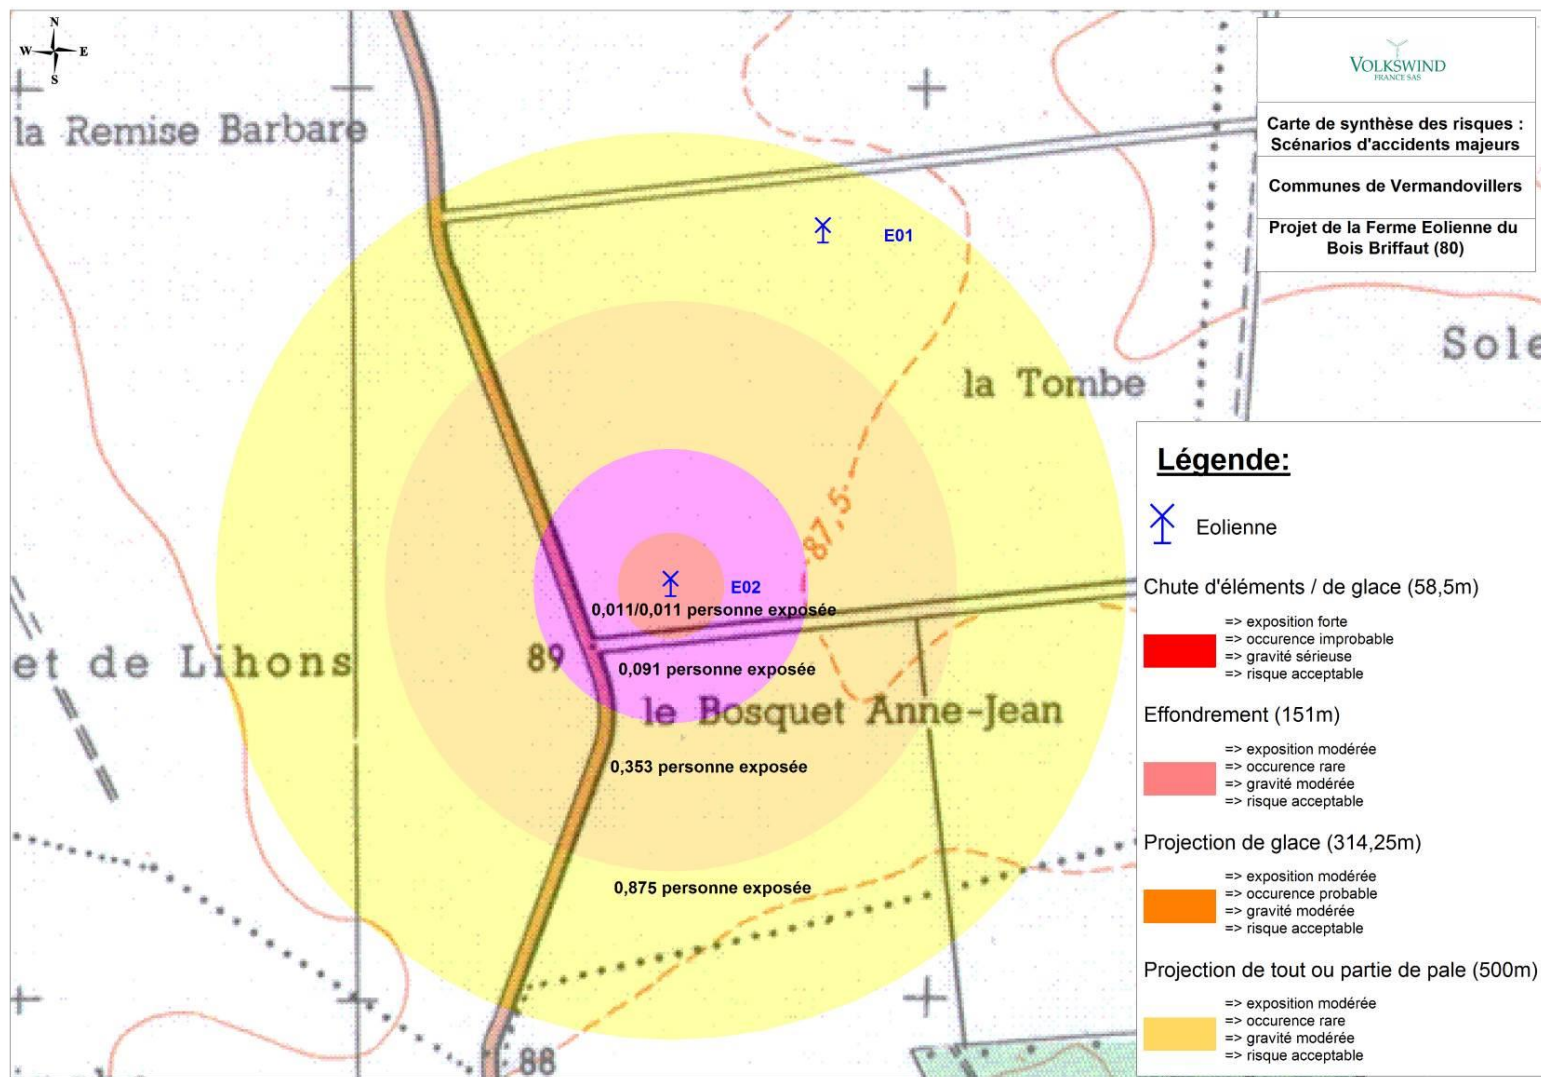 N
W E
S
la Remise Barbare
VOLKSWIND
FRANCE SAS
Carte de synthèse des risques :
Scénarios d'accidents majeurs
Communes de Vermandovillers
Projet de la Ferme Eolienne du
Bois Briffaut (80)
E01
Sole
la Tombe
87,5
E02
0,011/0,011 personne exposée
89
0,091 personne exposée
et de Lihons
le Bosquet Anne-Jean
0,353 personne exposée
0,875 personne exposée
88
Légende:
Eolienne
Chute d'éléments / de glace (58,5m)
=> exposition forte
=> occurence improbable
=> gravité sérieuse
=> risque acceptable
Effondrement (151m)
=> exposition modérée
=> occurence rare
=> gravité modérée
=> risque acceptable
Projection de glace (314,25m)
=> exposition modérée
=> occurence probable
=> gravité modérée
=> risque acceptable
Projection de tout ou partie de pale (500m)
=> exposition modérée
=> occurence rare
=> gravité modérée
=> risque acceptable